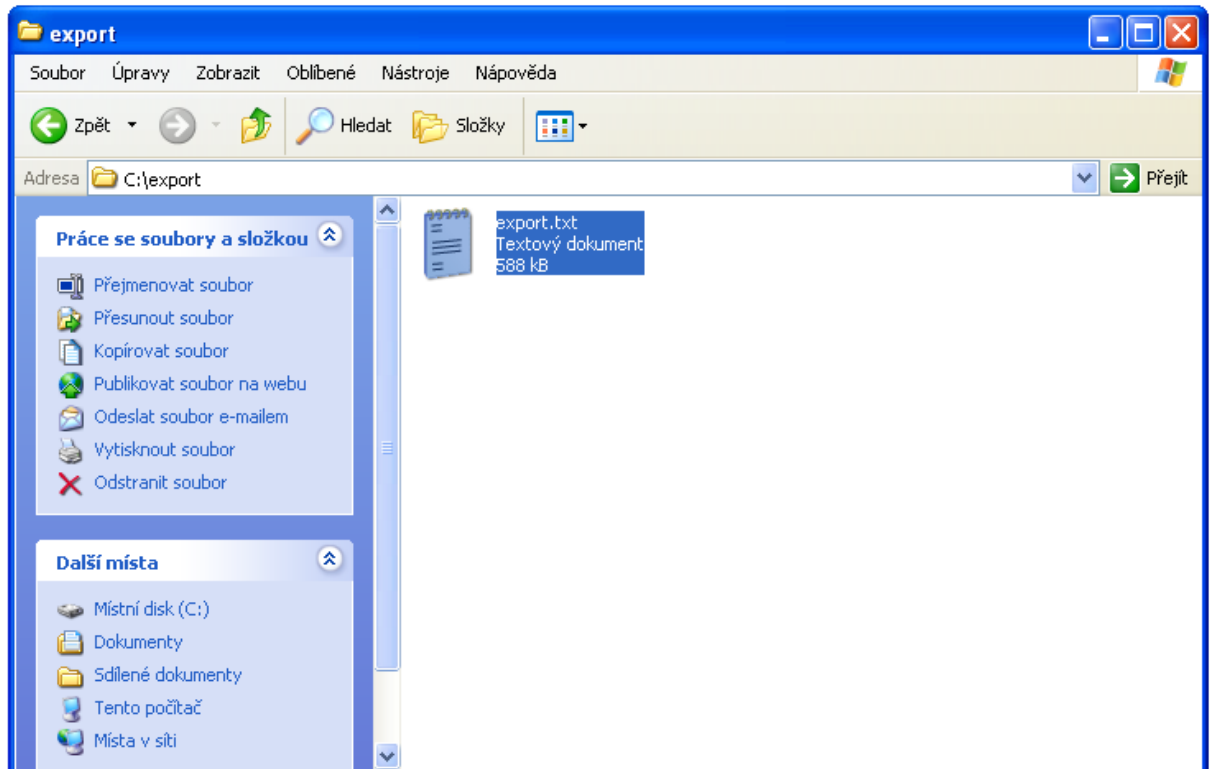 export
Soubor Úpravy Zobrazit Oblíbené Nástroje Nápověda
Zpět Hledat Složky
Adresa C:\export Přejít
Práce se soubory a složkou
Přejmenovat soubor
Přesunout soubor
Kopírovat soubor
Publikovat soubor na webu
Odeslat soubor e-mailem
Vytisknout soubor
Odstranit soubor
Další místa
Místní disk (C:)
Dokumenty
Sdílené dokumenty
Tento počítač
Místa v síti
export.txt
Textový dokument
588 kB